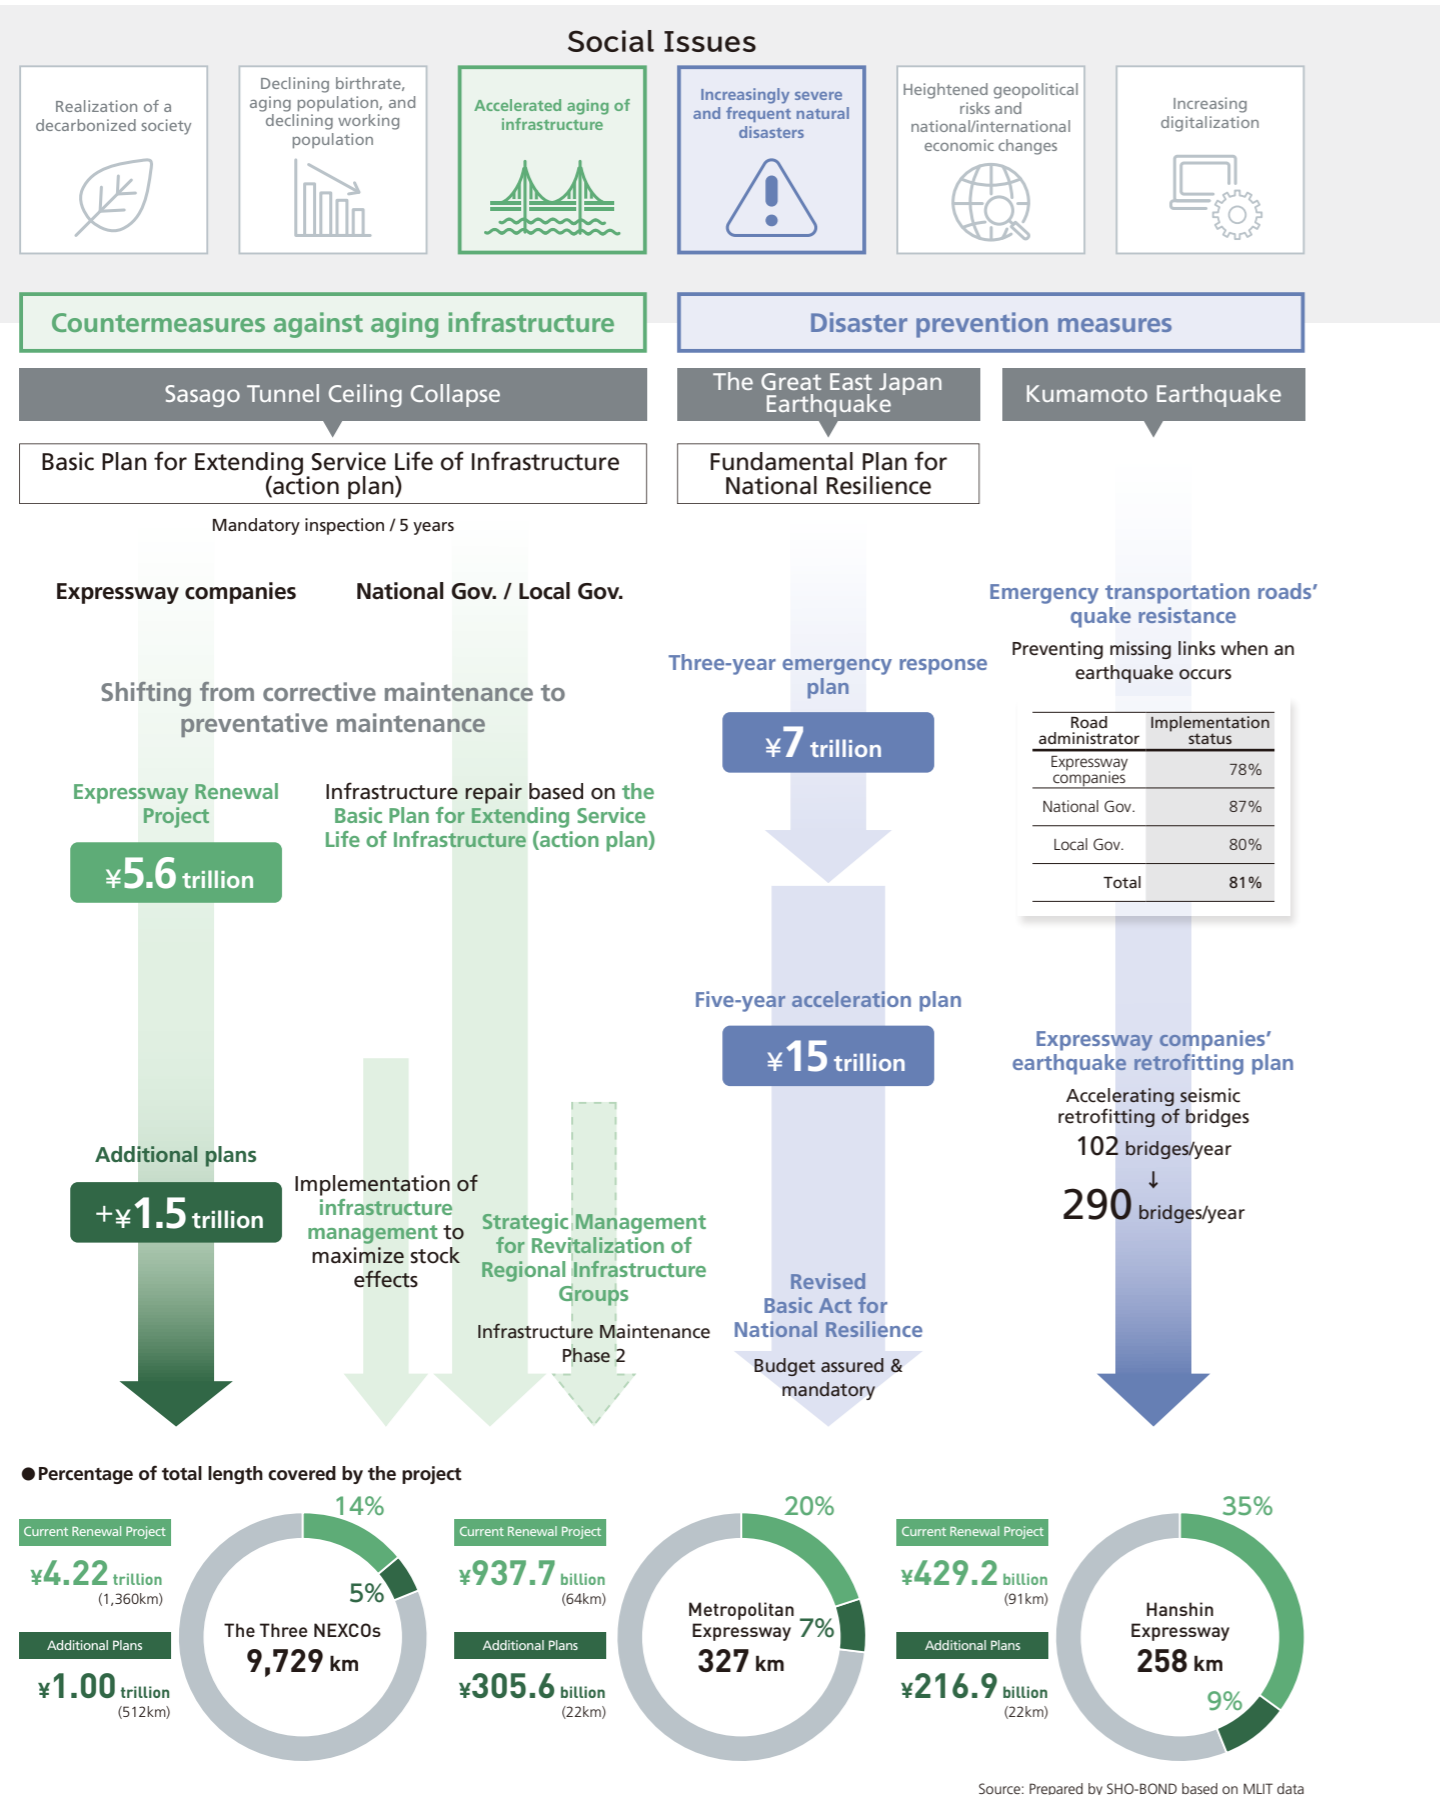 Social Issues
Realization of a
decarbonized society
Declining birthrate,
aging population, and
declining working
population
Accelerated aging of
infrastructure
Increasingly severe
and frequent natural
disasters
Heightened geopolitical
risks and
national/international
economic changes
Increasing
digitalization
Countermeasures against aging infrastructure
Disaster prevention measures
Sasago Tunnel Ceiling Collapse
The Great East Japan
Earthquake
Kumamoto Earthquake
Basic Plan for Extending Service Life of Infrastructure
(action plan)
Fundamental Plan for
National Resilience
Mandatory inspection / 5 years
Expressway companies
National Gov. / Local Gov.
Shifting from corrective maintenance to
preventative maintenance
Expressway Renewal
Project
¥5.6 trillion
Infrastructure repair based on the
Basic Plan for Extending Service
Life of Infrastructure (action plan)
Additional plans
+¥1.5 trillion
Implementation of
infrastructure
management to
maximize stock
effects
Strategic Management
for Revitalization of
Regional Infrastructure
Groups
Infrastructure Maintenance
Phase 2
Three-year emergency response
plan
¥7 trillion
Five-year acceleration plan
¥15 trillion
Revised
Basic Act for
National Resilience
Budget assured &
mandatory
Emergency transportation roads’
quake resistance
Preventing missing links when an
earthquake occurs
Road administrator Implementation status
Expressway companies 78%
National Gov. 87%
Local Gov. 80%
Total 81%
Expressway companies’
earthquake retrofitting plan
Accelerating seismic
retrofitting of bridges
102 bridges/year
↓
290 bridges/year
●Percentage of total length covered by the project
Current Renewal Project
¥4.22 trillion
(1,360km)
Additional Plans
¥1.00 trillion
(512km)
14%
5%
The Three NEXCOs
9,729 km
Current Renewal Project
¥937.7 billion
(64km)
Additional Plans
¥305.6 billion
(22km)
20%
7%
Metropolitan
Expressway
327 km
Current Renewal Project
¥429.2 billion
(91km)
Additional Plans
¥216.9 billion
(22km)
35%
Hanshin
Expressway
258 km
9%
Source: Prepared by SHO-BOND based on MLIT data